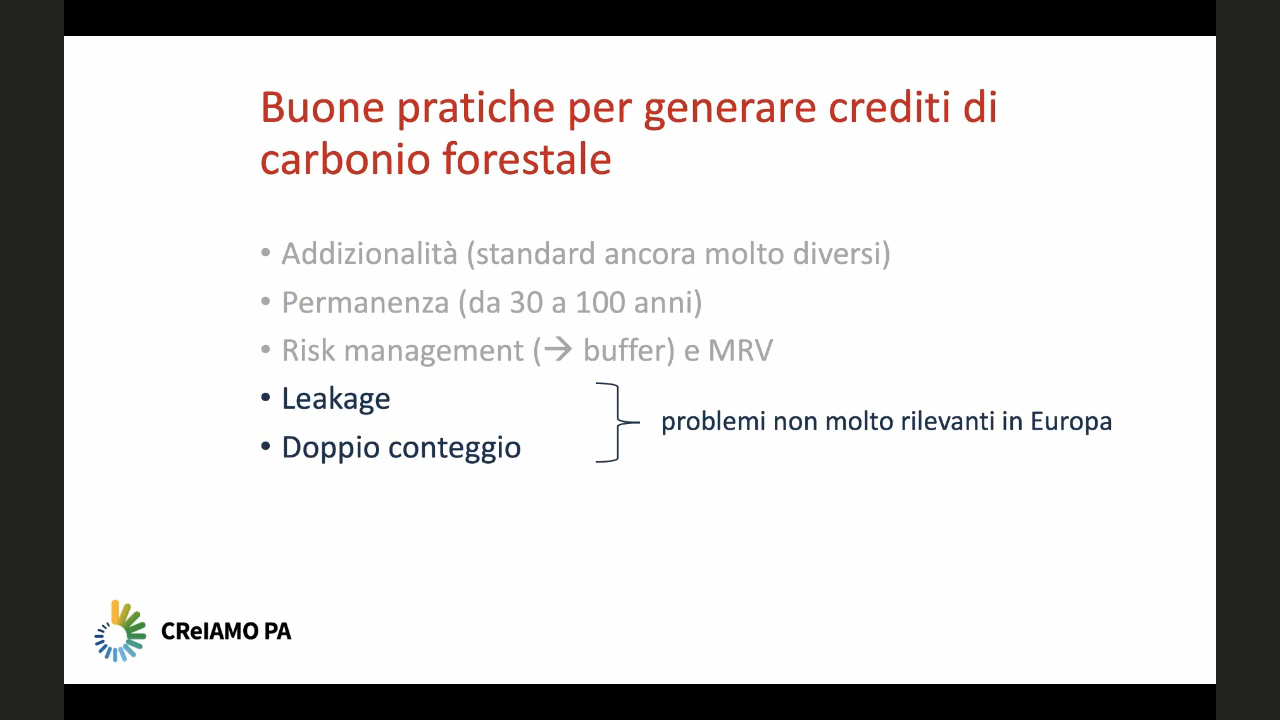 Buone pratiche per generare crediti di
carbonio forestale
• Addizionalità (standard ancora molto diversi)
• Permanenza (da 30 a 100 anni)
• Risk management (→ buffer) e MRV
• Leakage
• Doppio conteggio
problemi non molto rilevanti in Europa
CReIAMO PA